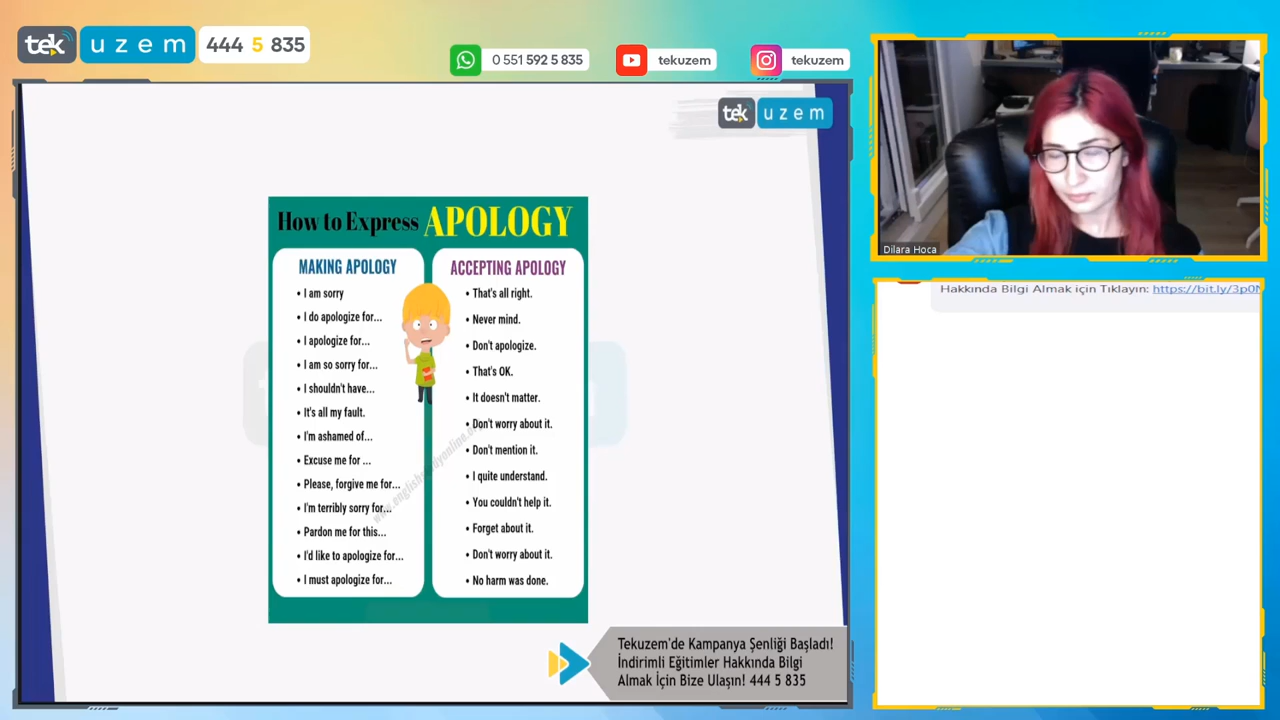 tek uzem 444 5 835
0 551 592 5 835
tekuzem
tekuzem
tek uzem
How to Express APOLOGY
MAKING APOLOGY
• I am sorry
• I do apologize for...
• I apologize for...
• I am so sorry for...
• I shouldn't have...
• It's all my fault.
• I'm ashamed of...
• Excuse me for ...
• Please, forgive me for...
• I'm terribly sorry for...
• Pardon me for this...
• I'd like to apologize for...
• I must apologize for...
ACCEPTING APOLOGY
• That's all right.
• Never mind.
• Don't apologize.
• That's OK.
• It doesn't matter.
• Don't worry about it.
• Don't mention it.
• I quite understand.
• You couldn't help it.
• Forget about it.
• Don't worry about it.
• No harm was done.
Tekuzem'de Kampanya Şenliği Başladı!
İndirimli Eğitimler Hakkında Bilgi
Almak İçin Bize Ulaşın! 444 5 835
Dilara Hoca
Hakkında Bilgi Almak için Tıklayın: https://bit.ly/3p0